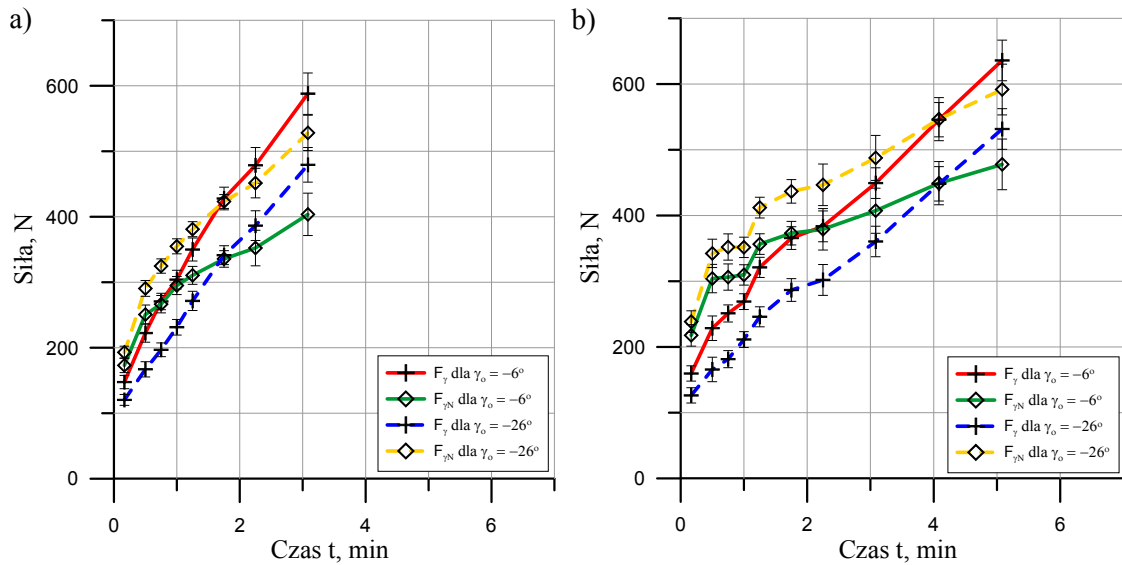 a)
Siła, N
600
400
200
0
0 2 4 6
Czas t, min
Fγ dla γo = −6º
FγN dla γo = −6º
Fγ dla γo = −26º
FγN dla γo = −26º
b)
Siła, N
600
400
200
0
0 2 4 6
Czas t, min
Fγ dla γo = −6º
FγN dla γo = −6º
Fγ dla γo = −26º
FγN dla γo = −26º